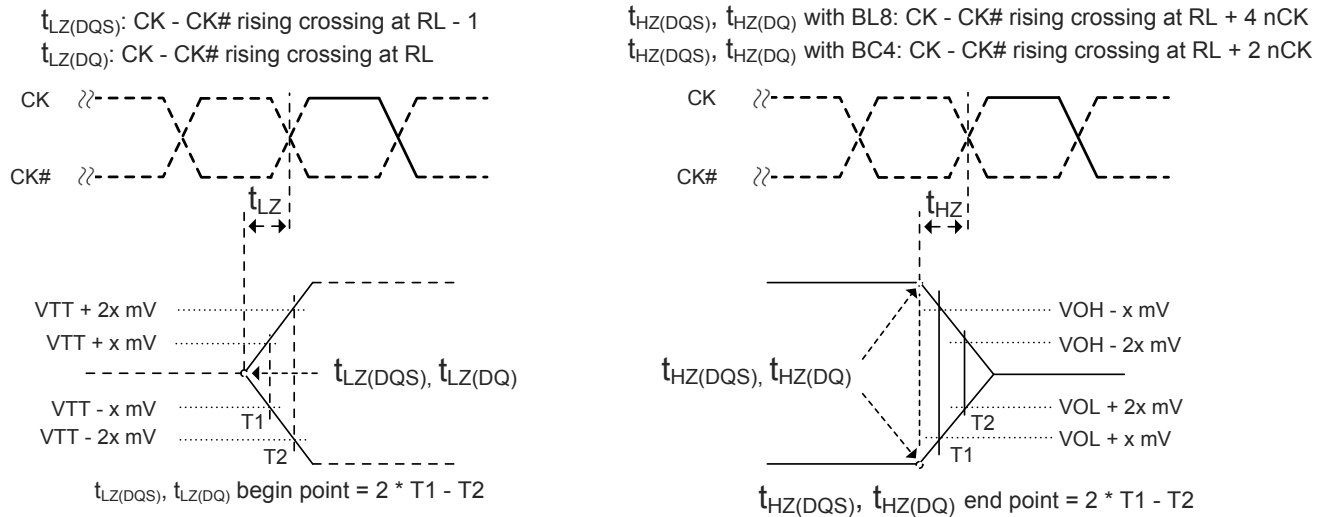 tLZ(DQS): CK - CK# rising crossing at RL - 1
tLZ(DQ): CK - CK# rising crossing at RL
CK
CK#
tLZ
VTT + 2x mV
VTT + x mV
tLZ(DQS), tLZ(DQ)
VTT - x mV
T1
VTT - 2x mV
T2
tLZ(DQS), tLZ(DQ) begin point = 2 * T1 - T2
tHZ(DQS), tHZ(DQ) with BL8: CK - CK# rising crossing at RL + 4 nCK
tHZ(DQS), tHZ(DQ) with BC4: CK - CK# rising crossing at RL + 2 nCK
CK
CK#
tHZ
VOH - x mV
VOH - 2x mV
tHZ(DQS), tHZ(DQ)
VOL + 2x mV
T2
VOL + x mV
T1
tHZ(DQS), tHZ(DQ) end point = 2 * T1 - T2